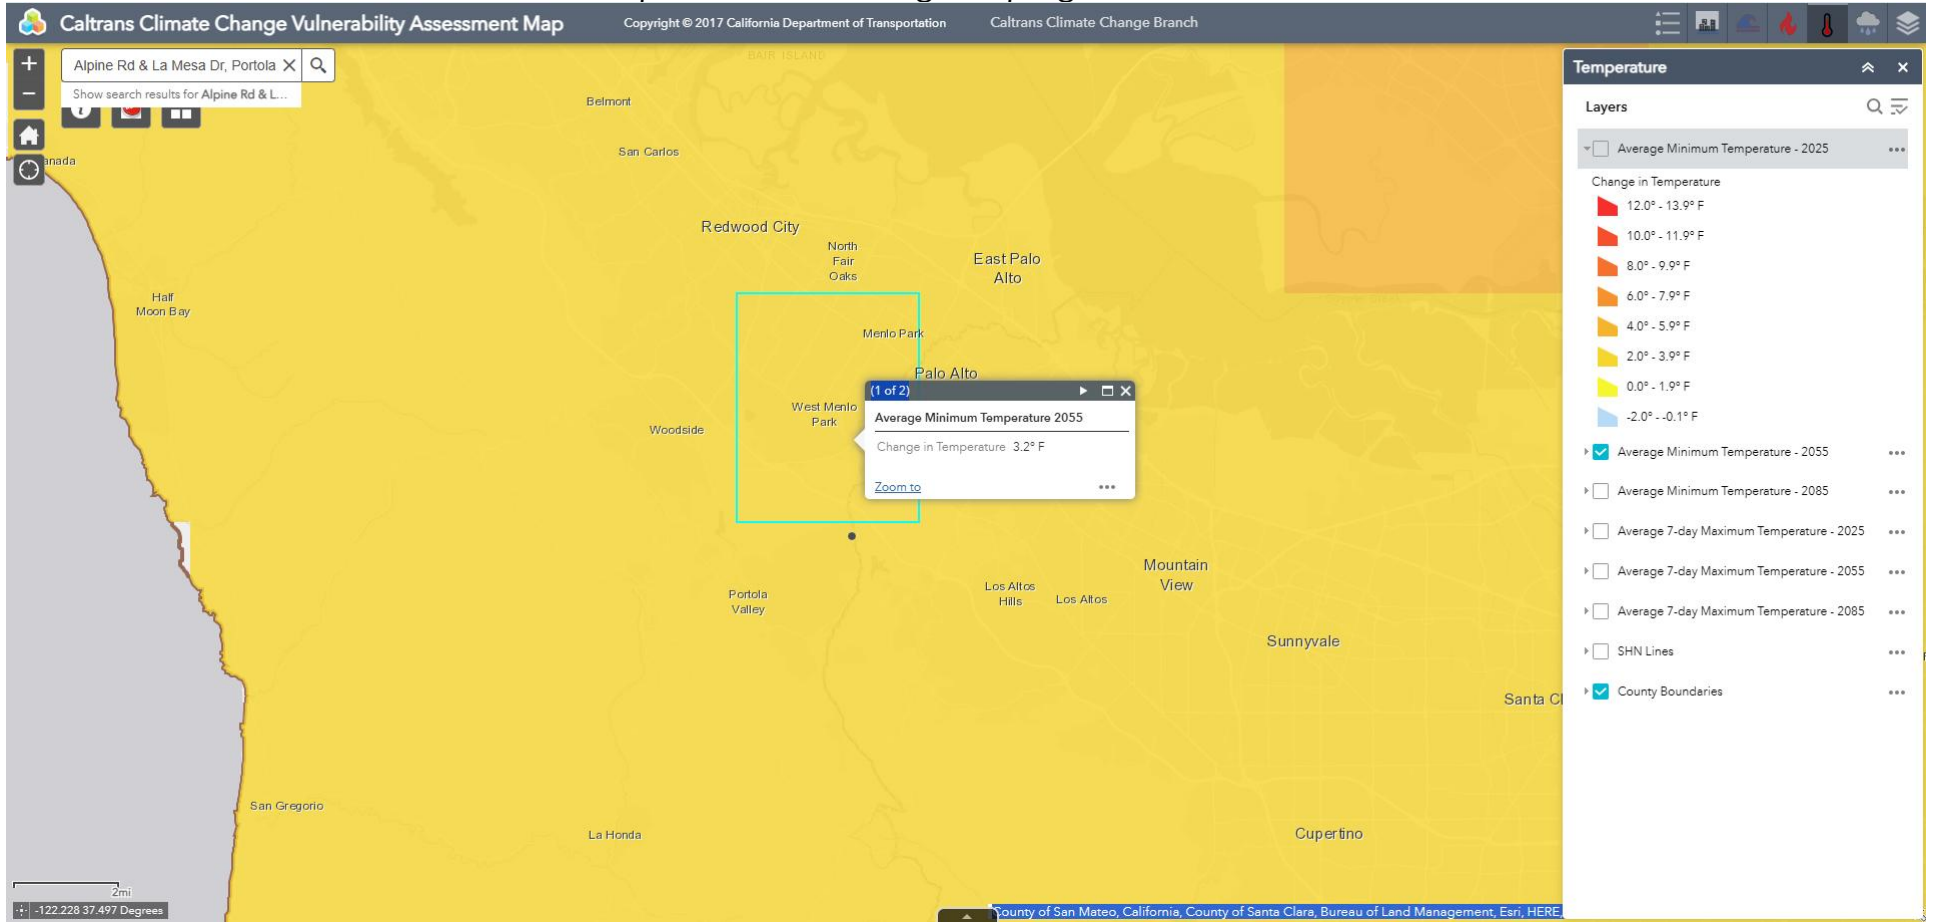 Caltrans Climate Change Vulnerability Assessment Map
Copyright © 2017 California Department of Transportation
Caltrans Climate Change Branch
Alpine Rd & La Mesa Dr, Portola
Show search results for Alpine Rd & L...
BAIR ISLAND
Belmont
San Carlos
anada
Redwood City
North
Fair
Oaks
East Palo
Alto
Half
Moon Bay
Menlo Park
Palo Alto
West Menlo
Park
Woodside
(1 of 2)
Average Minimum Temperature 2055
Change in Temperature 3.2° F
Zoom to
Mountain
View
Portola
Valley
Los Altos
Hills
Los Altos
Sunnyvale
Santa Cl
San Gregorio
La Honda
Cupertino
2mi
-122.228 37.497 Degrees
County of San Mateo, California, County of Santa Clara, Bureau of Land Management, Esri, HERE,
Temperature
Layers
Average Minimum Temperature - 2025
Change in Temperature
12.0° - 13.9° F
10.0° - 11.9° F
8.0° - 9.9° F
6.0° - 7.9° F
4.0° - 5.9° F
2.0° - 3.9° F
0.0° - 1.9° F
-2.0° - -0.1° F
Average Minimum Temperature - 2055
Average Minimum Temperature - 2085
Average 7-day Maximum Temperature - 2025
Average 7-day Maximum Temperature - 2055
Average 7-day Maximum Temperature - 2085
SHN Lines
County Boundaries